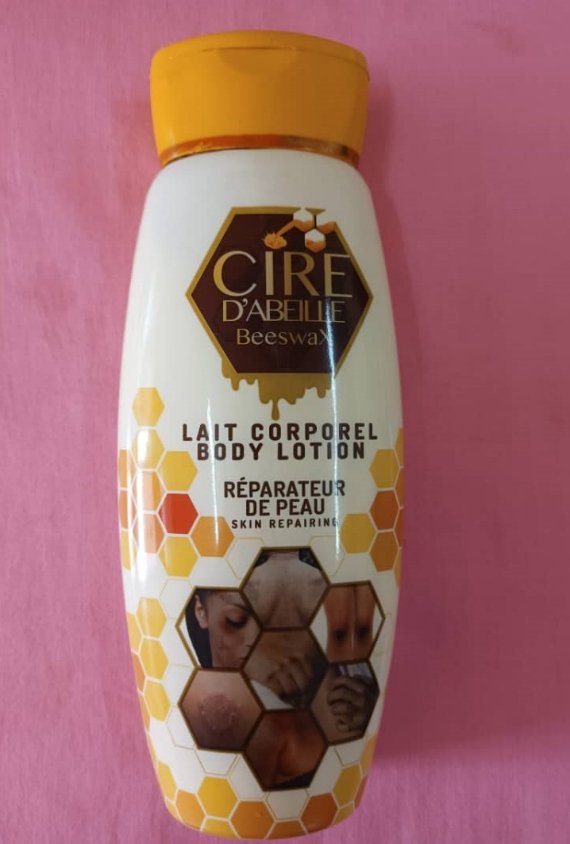 CIRE
D'ABEILLE
BeeswaX
LAIT CORPOREL
BODY LOTION
RÉPARATEUR
DE PEAU
SKIN REPAIRING